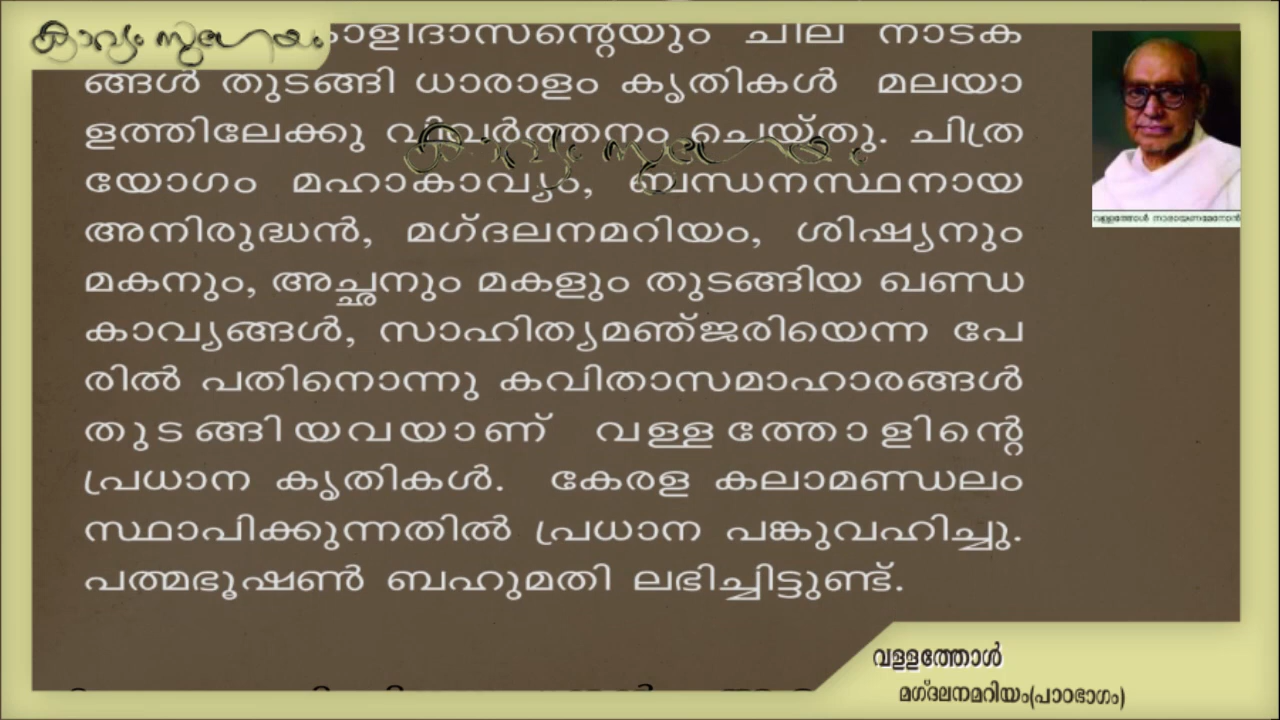 കാവ്യം സുഗേയം
കാളിദാസന്റെയും ചില നാടക
ങ്ങൾ തുടങ്ങി ധാരാളം കൃതികൾ മലയാ
ളത്തിലേക്കു വിവർത്തനം ചെയ്തു. ചിത്ര
കാവ്യം സുഗേയം
യോഗം മഹാകാവ്യം, ബന്ധനസ്ഥനായ
അനിരുദ്ധൻ, മഗ്ദലനമറിയം, ശിഷ്യനും
മകനും, അച്ഛനും മകളും തുടങ്ങിയ ഖണ്ഡ
കാവ്യങ്ങൾ, സാഹിത്യമഞ്ജരിയെന്ന പേ
രിൽ പതിനൊന്നു കവിതാസമാഹാരങ്ങൾ
തുടങ്ങിയവയാണ് വള്ളത്തോളിന്റെ
പ്രധാന കൃതികൾ. കേരള കലാമണ്ഡലം
സ്ഥാപിക്കുന്നതിൽ പ്രധാന പങ്കുവഹിച്ചു.
പത്മഭൂഷൺ ബഹുമതി ലഭിച്ചിട്ടുണ്ട്.
വള്ളത്തോൾ നാരായണമേനോൻ
വള്ളത്തോൾ
മഗ്ദലനമറിയം(പാഠഭാഗം)